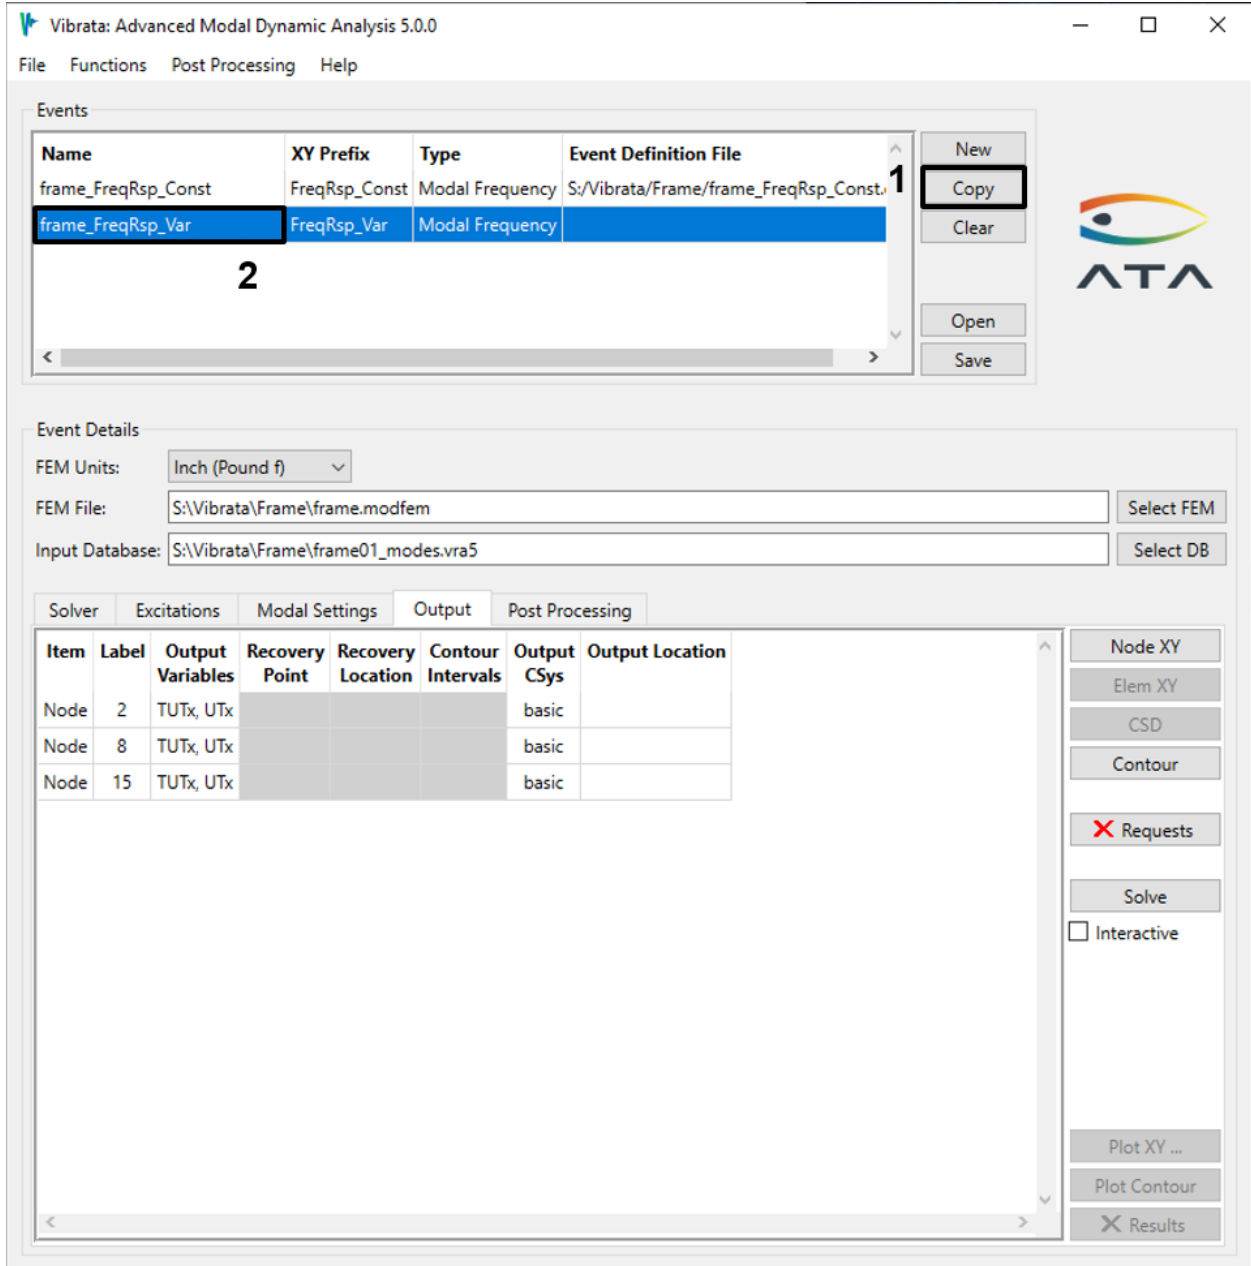 Vibrata: Advanced Modal Dynamic Analysis 5.0.0
File Functions Post Processing Help
Events
Name XY Prefix Type Event Definition File
frame_FreqRsp_Const FreqRsp_Const Modal Frequency S:/Vibrata/Frame/frame_FreqRsp_Const.
frame_FreqRsp_Var FreqRsp_Var Modal Frequency
1
2
New
Copy
Clear
Open
Save
ATA
Event Details
FEM Units: Inch (Pound f)
FEM File: S:\Vibrata\Frame\frame.modfem Select FEM
Input Database: S:\Vibrata\Frame\frame01_modes.vra5 Select DB
Solver Excitations Modal Settings Output Post Processing
Item Label Output Variables Recovery Point Recovery Location Contour Intervals Output CSys Output Location
Node 2 TUTx, UTx basic
Node 8 TUTx, UTx basic
Node 15 TUTx, UTx basic
Node XY
Elem XY
CSD
Contour
Requests
Solve
Interactive
Plot XY ...
Plot Contour
Results